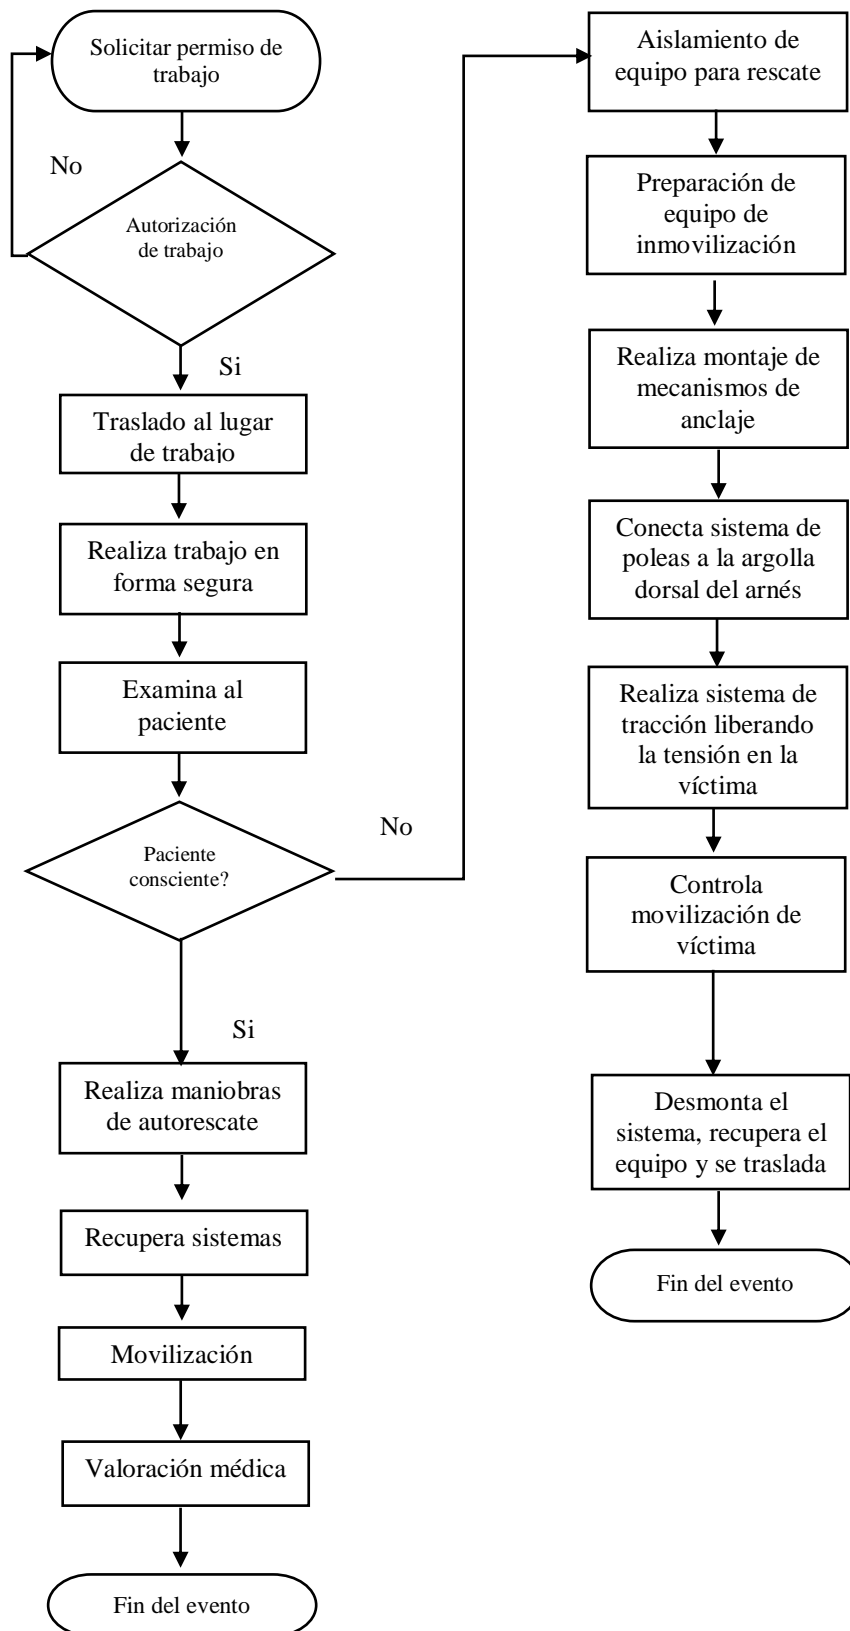 Solicitar permiso de
trabajo
No
Autorización
de trabajo
Si
Traslado al lugar
de trabajo
Realiza trabajo en
forma segura
Examina al
paciente
No
Paciente
consciente?
Si
Realiza maniobras
de autorescate
Recupera sistemas
Movilización
Valoración médica
Fin del evento
Aislamiento de
equipo para rescate
Preparación de
equipo de
inmovilización
Realiza montaje de
mecanismos de
anclaje
Conecta sistema de
poleas a la argolla
dorsal del arnés
Realiza sistema de
tracción liberando
la tensión en la
víctima
Controla
movilización de
víctima
Desmonta el
sistema, recupera el
equipo y se traslada
Fin del evento